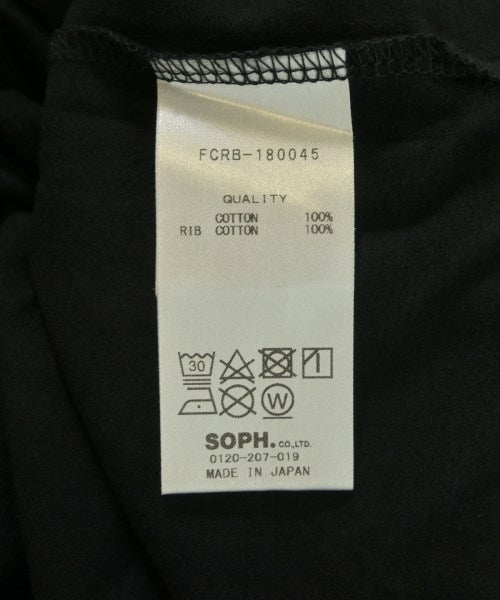 FCRB-180045
QUALITY
COTTON 100%
RIB COTTON 100%
30
W
SOPH. CO.,LTD.
0120-207-019
MADE IN JAPAN